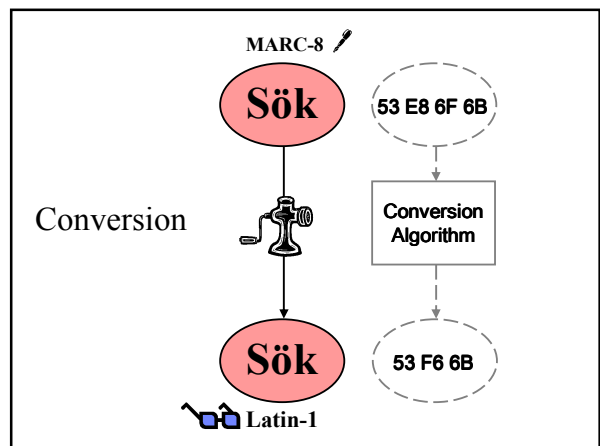 MARC-8
Sök
53 E8 6F 6B
Conversion
Conversion
Algorithm
Sök
53 F6 6B
Latin-1